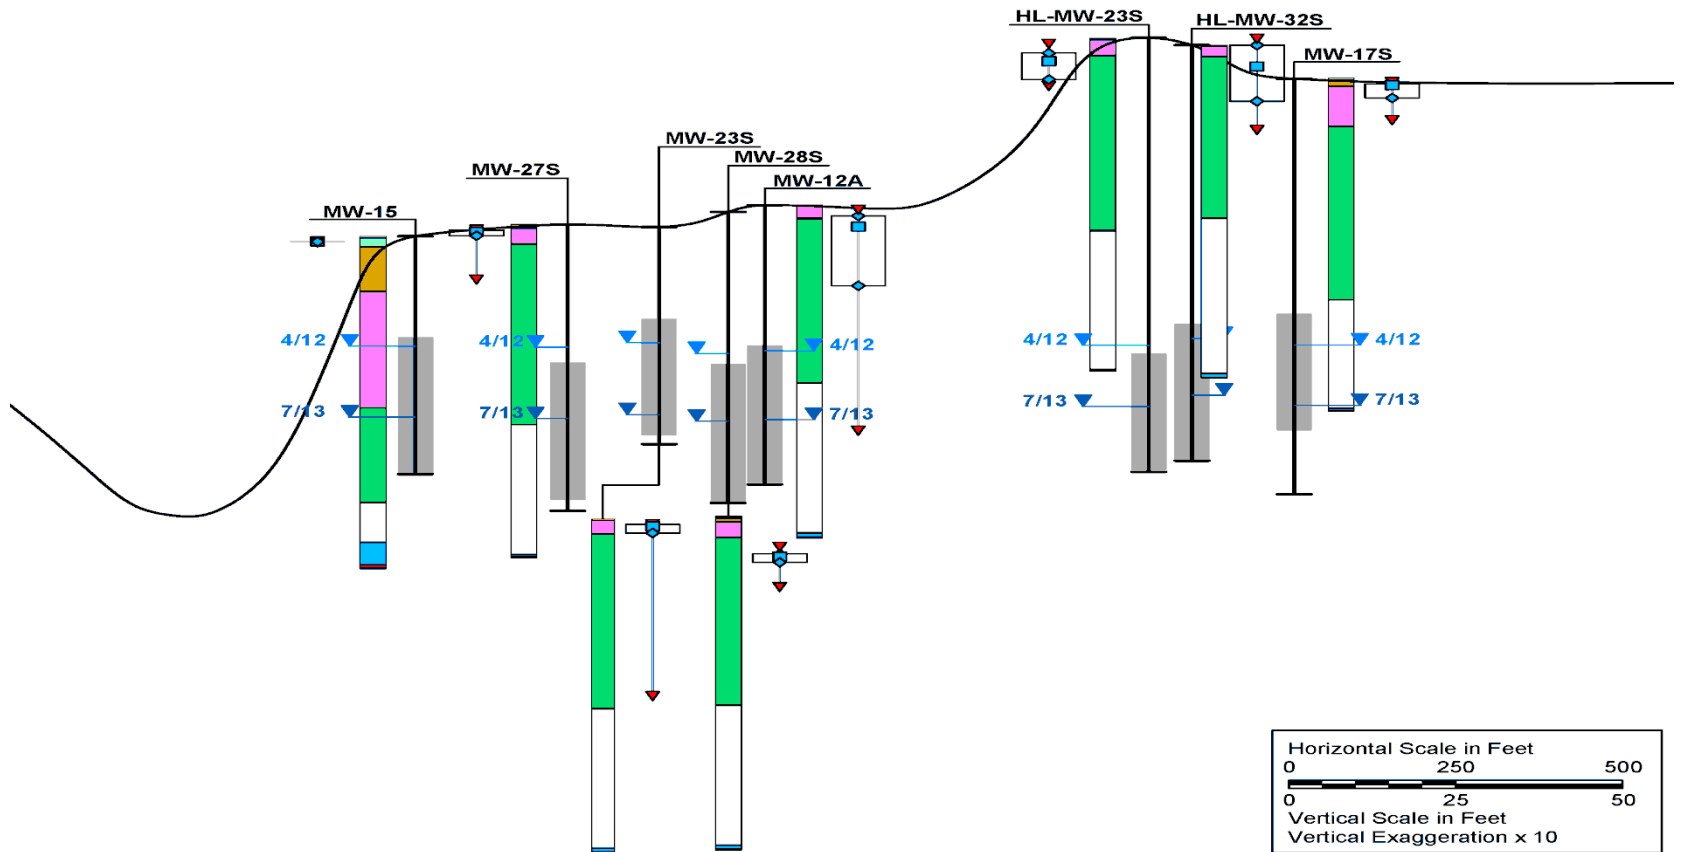 HL-MW-23S
HL-MW-32S
MW-17S
MW-23S
MW-28S
MW-27S
MW-12A
MW-15
4/12
4/12
4/12
4/12
4/12
7/13
7/13
7/13
7/13
7/13
Horizontal Scale in Feet
0 250 500
0 25 50
Vertical Scale in Feet
Vertical Exaggeration x 10